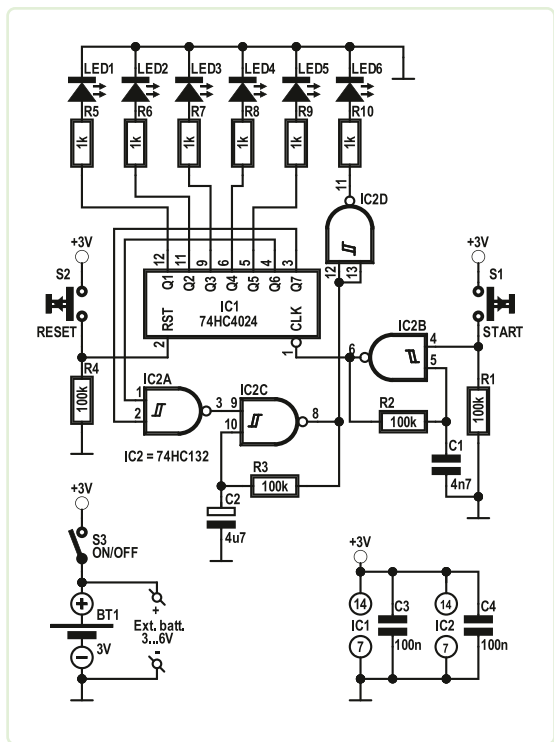 LED1 LED2 LED3 LED4 LED5 LED6
R5 R6 R7 R8 R9 R10
1k 1k 1k 1k 1k 1k
11
IC2D
12 13
+3V
S2
RESET
+3V
S1
START
12 11 9 6 5 4 3
Q1 Q2 Q3 Q4 Q5 Q6 Q7
IC1
74HC4024
RST CLK
2 1
IC2B
6 4
5
R4
100k
IC2A
1
2
3
IC2C
9
10
8
R2
100k
R1
100k
C1
4n7
IC2 = 74HC132
R3
100k
C2
4u7
+3V
S3
ON/OFF
+
BT1
3V
−
+
Ext. batt.
3...6V
-
+3V
14
IC1
7
C3
100n
14
IC2
7
C4
100n